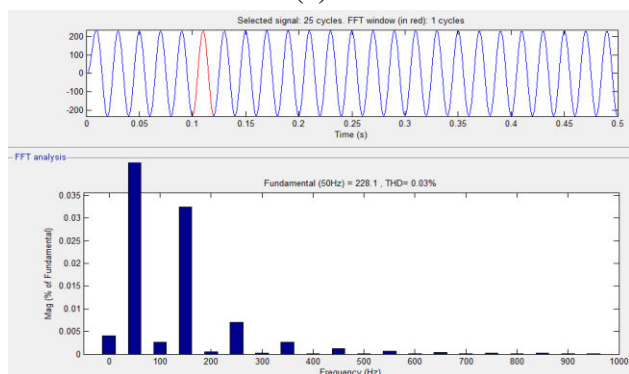 Selected signal: 25 cycles. FFT window (in red): 1 cycles
200
100
0
-100
-200
0 0.05 0.1 0.15 0.2 0.25 0.3 0.35 0.4 0.45 0.5
Time (s)
FFT analysis
Fundamental (50Hz) = 228.1 , THD= 0.03%
Mag (% of Fundamental)
0.035
0.03
0.025
0.02
0.015
0.01
0.005
0
0 100 200 300 400 500 600 700 800 900 1000
Frequency (Hz)